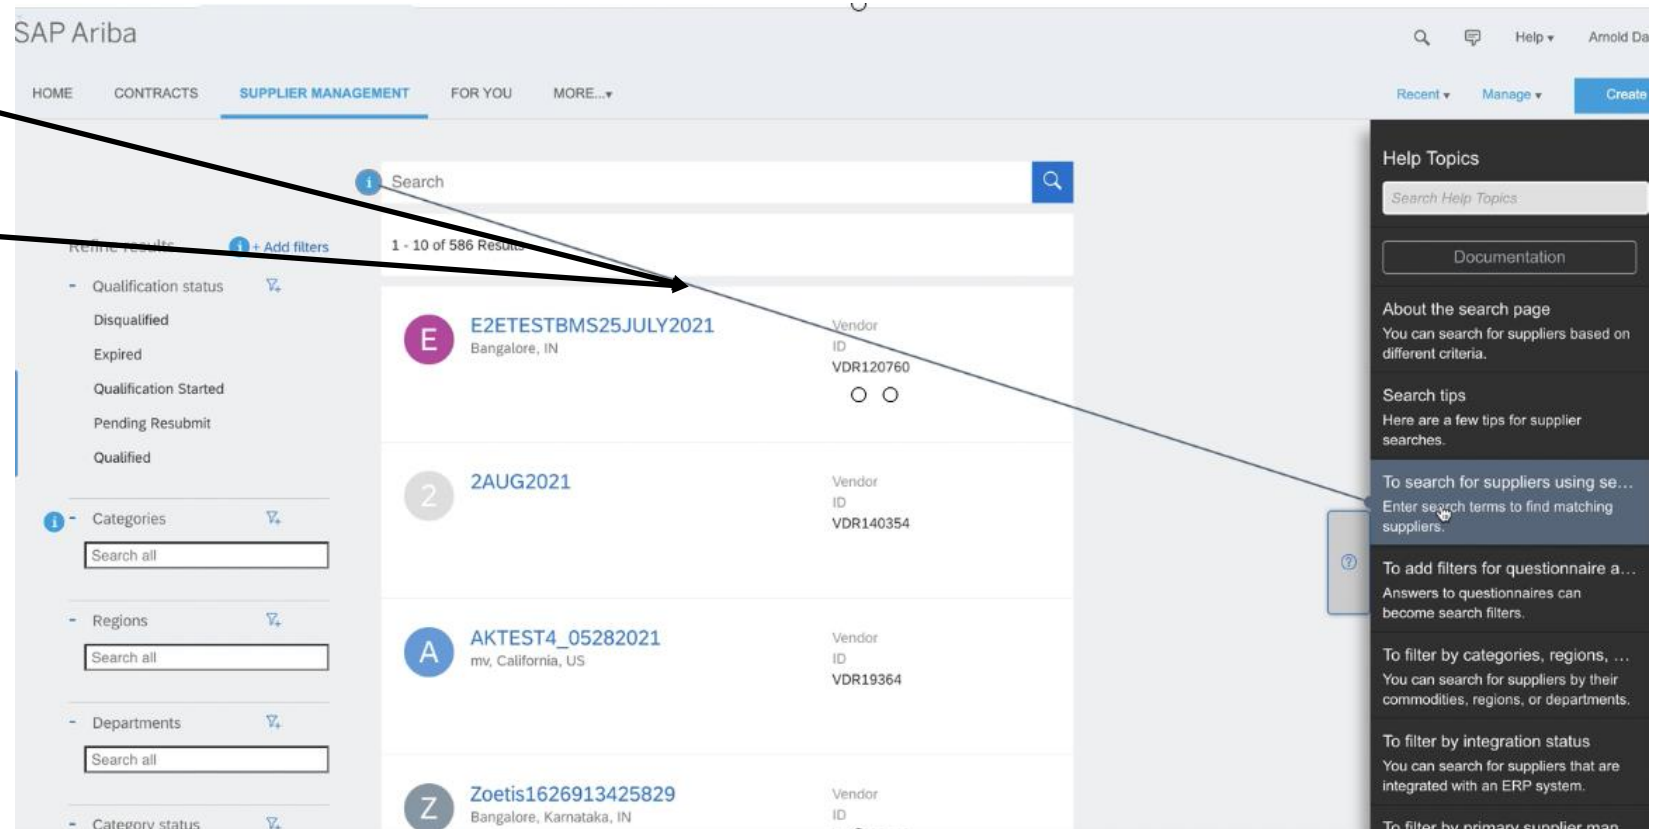 SAP Ariba
Help
Arnold Da
HOME CONTRACTS SUPPLIER MANAGEMENT FOR YOU MORE...
Recent Manage Create
Search
Refine results + Add filters
1 - 10 of 586 Results
- Qualification status
Disqualified
Expired
Qualification Started
Pending Resubmit
Qualified
- Categories
Search all
- Regions
Search all
- Departments
Search all
- Category status
E
E2ETESTBMS25JULY2021
Bangalore, IN
Vendor
ID
VDR120760
2
2AUG2021
Vendor
ID
VDR140354
A
AKTEST4_05282021
mv, California, US
Vendor
ID
VDR19364
Z
Zoetis1626913425829
Bangalore, Karnataka, IN
Vendor
ID
Help Topics
Search Help Topics
Documentation
About the search page
You can search for suppliers based on
different criteria.
Search tips
Here are a few tips for supplier
searches.
To search for suppliers using se...
Enter search terms to find matching
suppliers.
To add filters for questionnaire a...
Answers to questionnaires can
become search filters.
To filter by categories, regions, ...
You can search for suppliers by their
commodities, regions, or departments.
To filter by integration status
You can search for suppliers that are
integrated with an ERP system.
To filter by primary supplier man